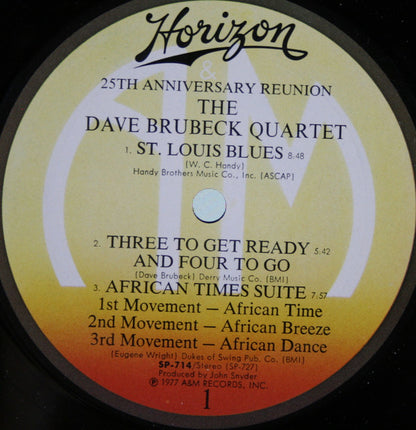 Horizon
&
25TH ANNIVERSARY REUNION
THE
DAVE BRUBECK QUARTET
1. ST. LOUIS BLUES 8:48
(W. C. Handy)
Handy Brothers Music Co., Inc. (ASCAP)
A&M
2. THREE TO GET READY 5:42
AND FOUR TO GO
(Dave Brubeck) Derry Music Co. (BMI)
3. AFRICAN TIMES SUITE 7:57
1st Movement — African Time
2nd Movement — African Breeze
3rd Movement — African Dance
(Eugene Wright) Dukes of Swing Pub. Co. (BMI)
SP-714/Stereo (SP-727)
Produced by John Snyder
℗ 1977 A&M RECORDS, INC.
1